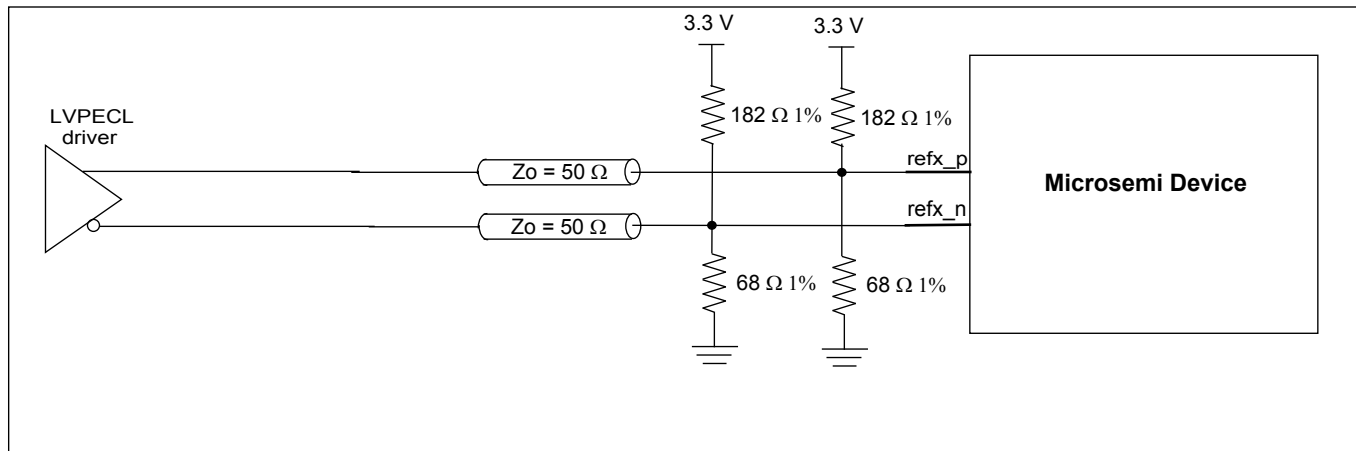 3.3 V
3.3 V
LVPECL
driver
182 Ω 1%
182 Ω 1%
Zo = 50 Ω
refx_p
Microsemi Device
Zo = 50 Ω
refx_n
68 Ω 1%
68 Ω 1%